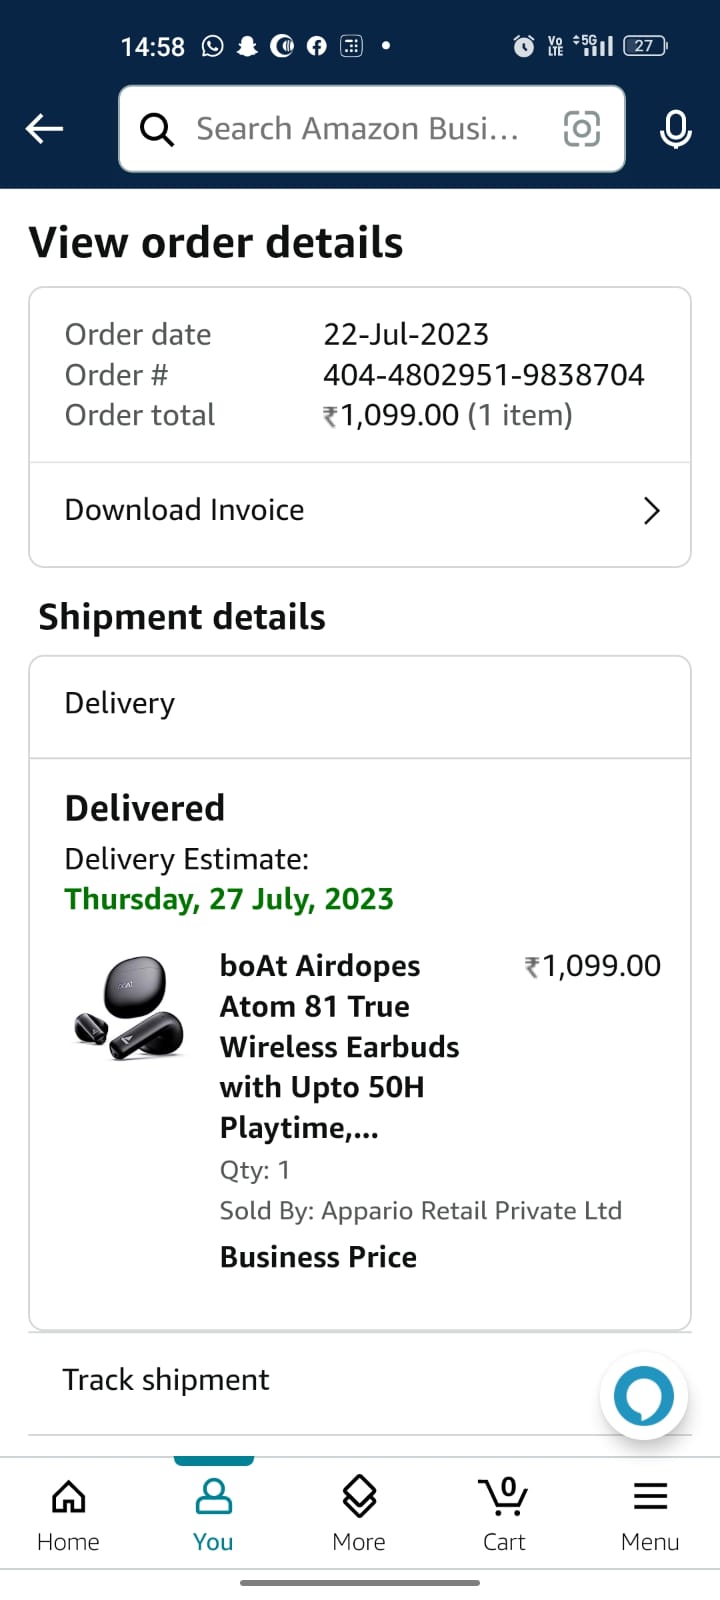 14:58
Vo LTE 5G 27
Search Amazon Busi...
View order details
Order date 22-Jul-2023
Order # 404-4802951-9838704
Order total ₹1,099.00 (1 item)
Download Invoice
Shipment details
Delivery
Delivered
Delivery Estimate:
Thursday, 27 July, 2023
boAt Airdopes ₹1,099.00
Atom 81 True
Wireless Earbuds
with Upto 50H
Playtime,...
Qty: 1
Sold By: Appario Retail Private Ltd
Business Price
Track shipment
0
Home You More Cart Menu